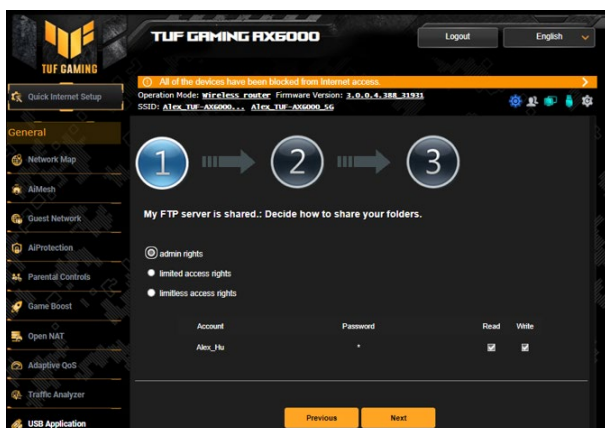 TUF GAMING AX6000
Logout
English
TUF GAMING
All of the devices have been blocked from Internet access.
Quick Internet Setup
Operation Mode: Wireless router Firmware Version: 3.0.0.4.388_31931
SSID: Alex_TUF-AX6000... Alex_TUF-AX6000_5G
General
Network Map
AiMesh
Guest Network
AiProtection
Parental Controls
Game Boost
Open NAT
Adaptive QoS
Traffic Analyzer
USB Application
1 2 3
My FTP server is shared.: Decide how to share your folders.
admin rights
limited access rights
limitless access rights
Account Password Read Write
Alex_Hu *
Previous Next